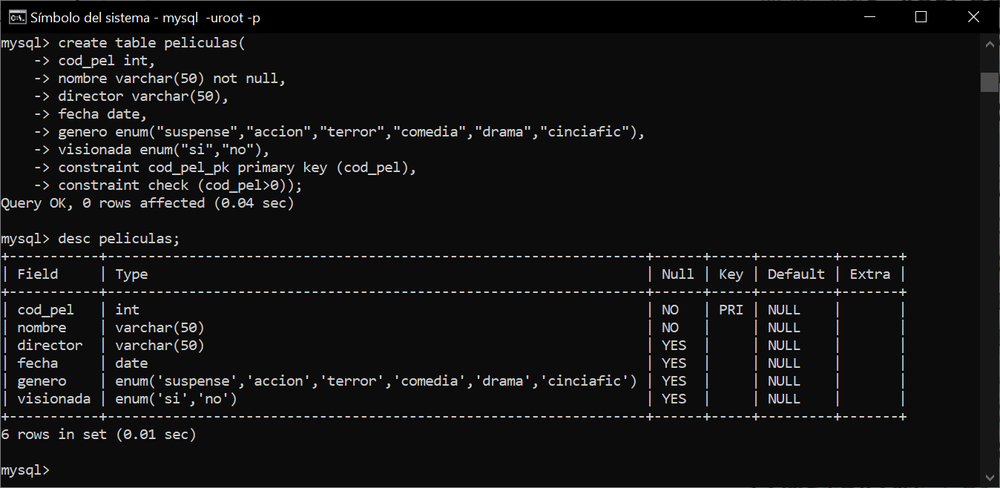 Símbolo del sistema - mysql  -uroot -p
mysql> create table peliculas(
    -> cod_pel int,
    -> nombre varchar(50) not null,
    -> director varchar(50),
    -> fecha date,
    -> genero enum("suspense","accion","terror","comedia","drama","cinciafic"),
    -> visionada enum("si","no"),
    -> constraint cod_pel_pk primary key (cod_pel),
    -> constraint check (cod_pel>0));
Query OK, 0 rows affected (0.04 sec)

mysql> desc peliculas;
+-----------+------------------------------------------------------------------+------+-----+---------+-------+
| Field     | Type                                                             | Null | Key | Default | Extra |
+-----------+------------------------------------------------------------------+------+-----+---------+-------+
| cod_pel   | int                                                              | NO   | PRI | NULL    |       |
| nombre    | varchar(50)                                                      | NO   |     | NULL    |       |
| director  | varchar(50)                                                      | YES  |     | NULL    |       |
| fecha     | date                                                             | YES  |     | NULL    |       |
| genero    | enum('suspense','accion','terror','comedia','drama','cinciafic') | YES  |     | NULL    |       |
| visionada | enum('si','no')                                                  | YES  |     | NULL    |       |
+-----------+------------------------------------------------------------------+------+-----+---------+-------+
6 rows in set (0.01 sec)

mysql>